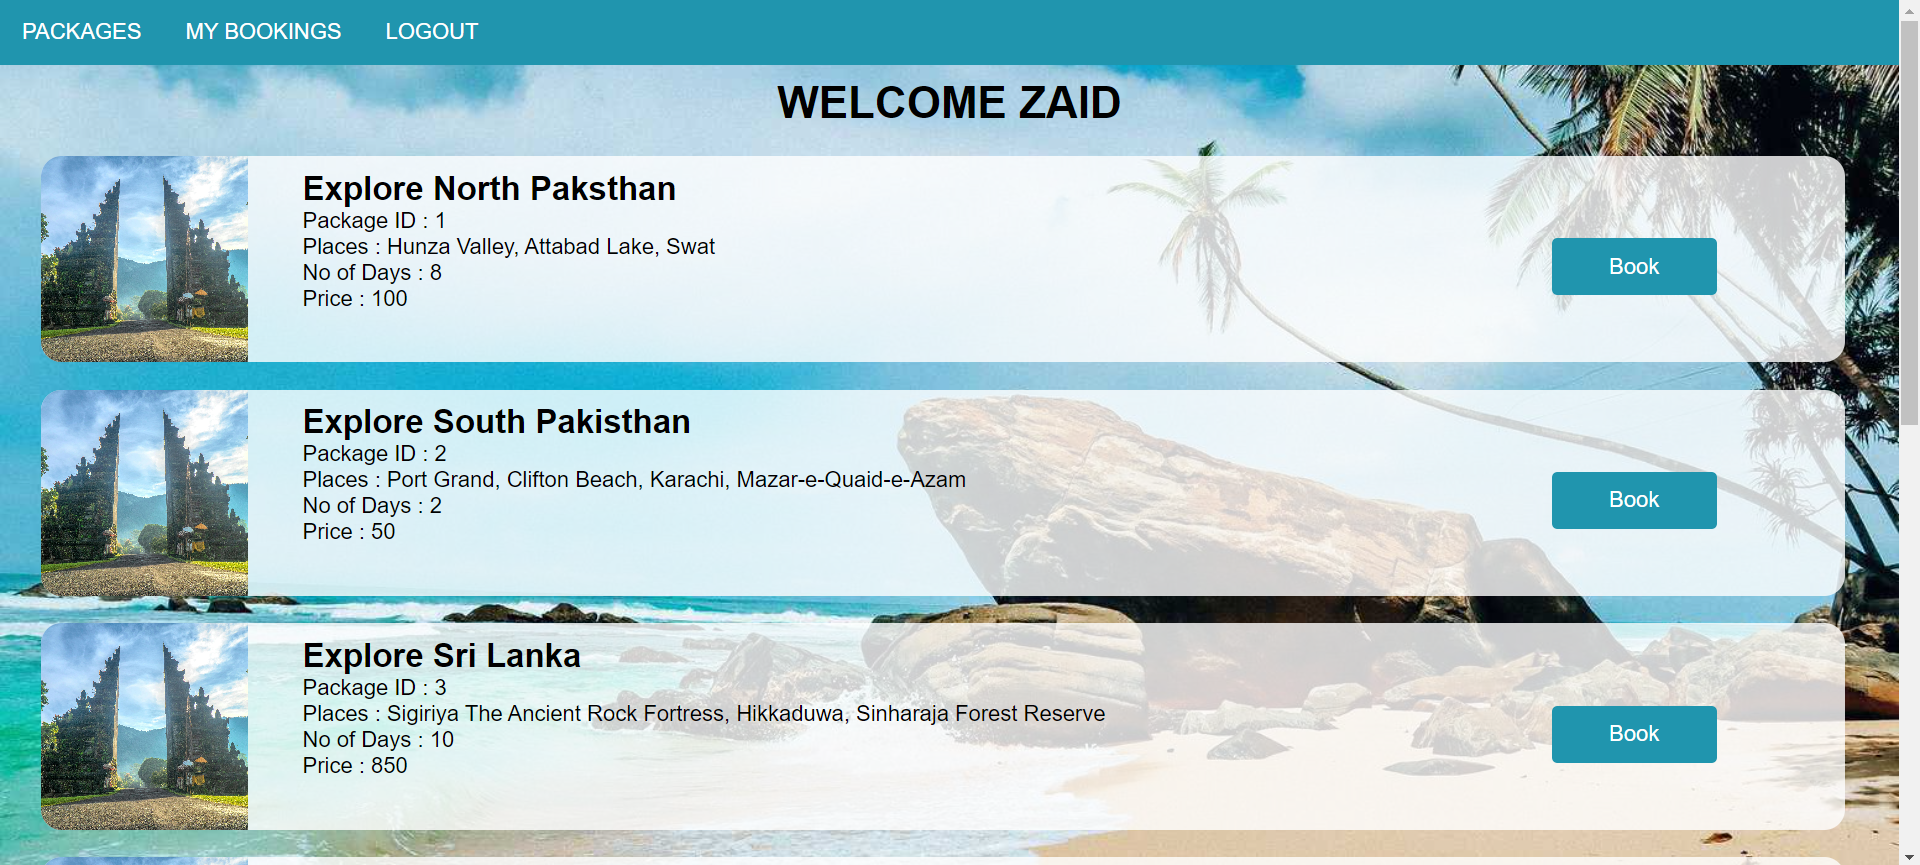 PACKAGES MY BOOKINGS LOGOUT
WELCOME ZAID
Explore North Paksthan
Package ID : 1
Places : Hunza Valley, Attabad Lake, Swat
No of Days : 8
Price : 100
Book
Explore South Pakisthan
Package ID : 2
Places : Port Grand, Clifton Beach, Karachi, Mazar-e-Quaid-e-Azam
No of Days : 2
Price : 50
Book
Explore Sri Lanka
Package ID : 3
Places : Sigiriya The Ancient Rock Fortress, Hikkaduwa, Sinharaja Forest Reserve
No of Days : 10
Price : 850
Book